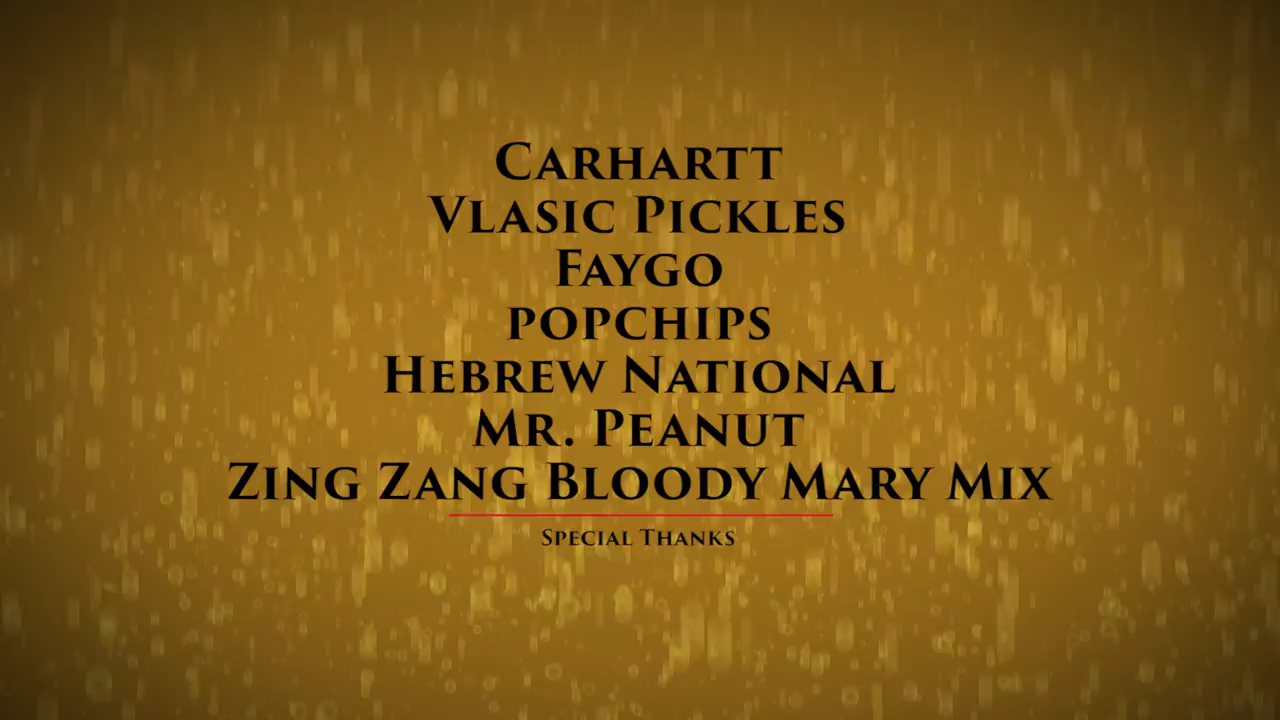 Carhartt
Vlasic Pickles
Faygo
popchips
Hebrew National
Mr. Peanut
Zing Zang Bloody Mary Mix
Special Thanks